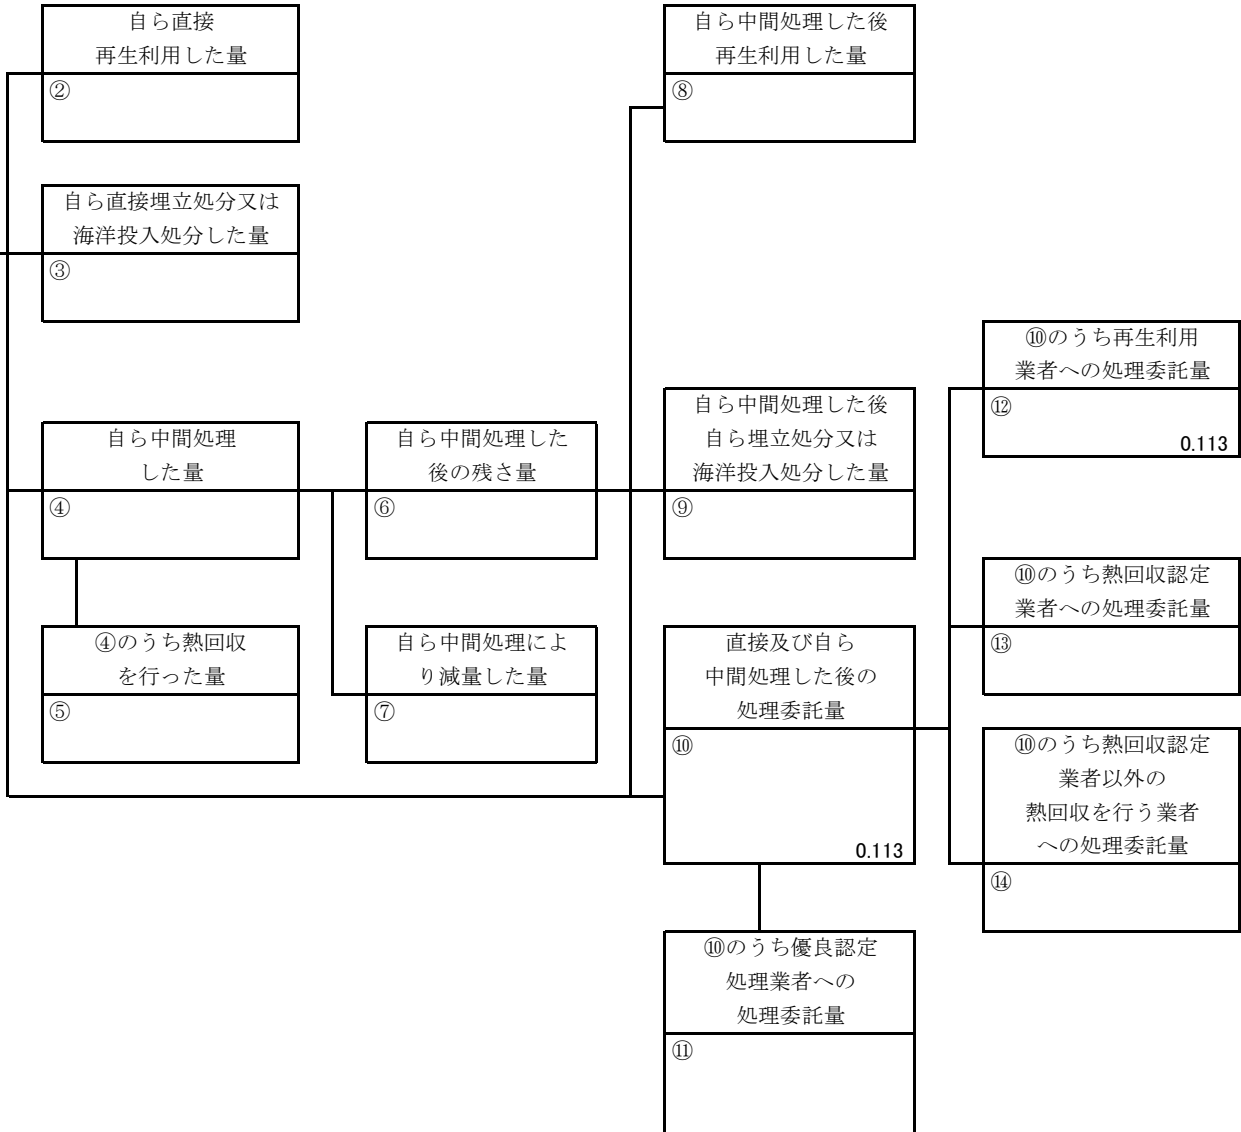 自ら直接
再生利用した量
②
自ら中間処理した後
再生利用した量
⑧
自ら直接埋立処分又は
海洋投入処分した量
③
⑩のうち再生利用
業者への処理委託量
⑫
0.113
自ら中間処理
した量
④
自ら中間処理した
後の残さ量
⑥
自ら中間処理した後
自ら埋立処分又は
海洋投入処分した量
⑨
⑩のうち熱回収認定
業者への処理委託量
⑬
④のうち熱回収
を行った量
⑤
自ら中間処理によ
り減量した量
⑦
直接及び自ら
中間処理した後の
処理委託量
⑩
0.113
⑩のうち熱回収認定
業者以外の
熱回収を行う業者
への処理委託量
⑭
⑩のうち優良認定
処理業者への
処理委託量
⑪